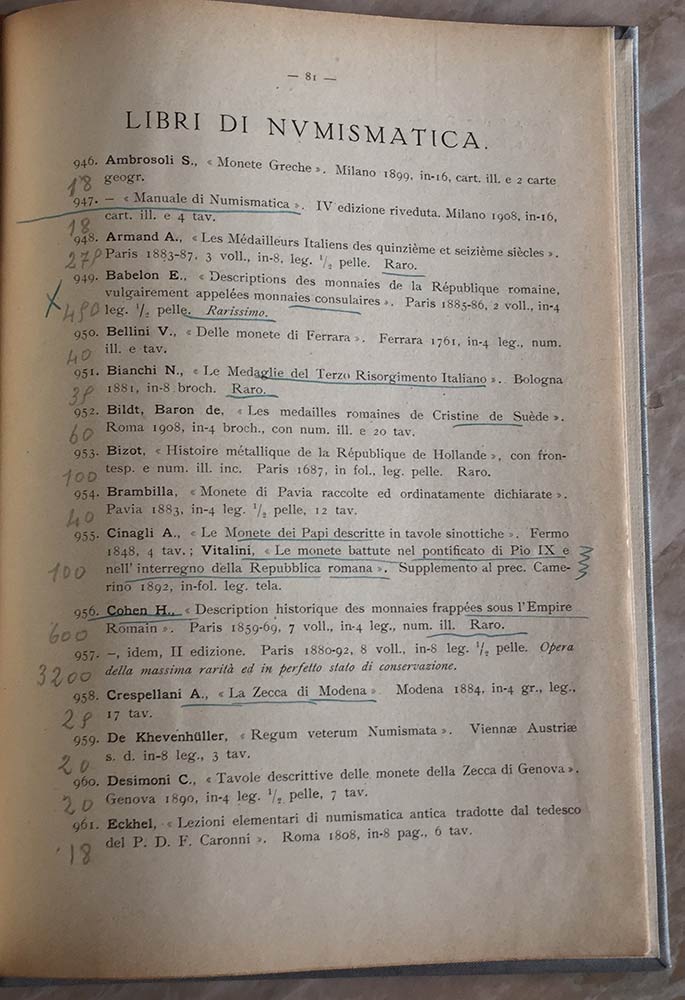 — 81 —
LIBRI DI NVMISMATICA.
946. Ambrosoli S., « Monete Greche ». Milano 1899, in-16, cart. ill. e 2 carte
geogr.
18
947. — « Manuale di Numismatica ». IV edizione riveduta. Milano 1908, in-16,
cart. ill. e 4 tav.
18
948. Armand A., « Les Médailleurs Italiens des quinzième et seizième siècles ».
Paris 1883-87, 3 voll., in-8, leg. 1/2 pelle. Raro.
949. Babelon E., « Descriptions des monnaies de la République romaine,
vulgairement appelées monnaies consulaires ». Paris 1885-86, 2 voll., in-4
X
leg. 1/2 pelle. Rarissimo.
950. Bellini V., « Delle monete di Ferrara ». Ferrara 1761, in-4 leg., num.
ill. e tav.
40
951. Bianchi N., « Le Medaglie del Terzo Risorgimento Italiano ». Bologna
1881, in-8 broch. Raro.
952. Bildt, Baron de, « Les medailles romaines de Cristine de Suède ».
Roma 1908, in-4 broch., con num. ill. e 20 tav.
60
953. Bizot, « Histoire métallique de la République de Hollande », con fron-
tesp. e num. ill. inc. Paris 1687, in fol., leg. pelle. Raro.
100
954. Brambilla, « Monete di Pavia raccolte ed ordinatamente dichiarate ».
Pavia 1883, in-4 leg. 1/2 pelle, 12 tav.
40
955. Cinagli A., « Le Monete dei Papi descritte in tavole sinottiche ». Fermo
1848, 4 tav.; Vitalini, « Le monete battute nel pontificato di Pio IX e
nell' interregno della Repubblica romana ». Supplemento al prec. Came-
100
rino 1892, in-fol. leg. tela.
956. Cohen H., « Description historique des monnaies frappées sous l'Empire
Romain ». Paris 1859-69, 7 voll., in-4 leg., num. ill. Raro.
600
957. —, idem, II edizione. Paris 1880-92, 8 voll., in-8 leg. 1/2 pelle. Opera
della massima rarità ed in perfetto stato di conservazione.
3200
958. Crespellani A., « La Zecca di Modena ». Modena 1884, in-4 gr., leg.,
17 tav.
959. De Khevenhüller, « Regum veterum Numismata ». Viennæ Austriæ
s. d. in-8 leg., 3 tav.
20
960. Desimoni C., « Tavole descrittive delle monete della Zecca di Genova ».
Genova 1890, in-4 leg. 1/2 pelle, 7 tav.
20
961. Eckhel, « Lezioni elementari di numismatica antica tradotte dal tedesco
del P. D. F. Caronni ». Roma 1808, in-8 pag., 6 tav.
18